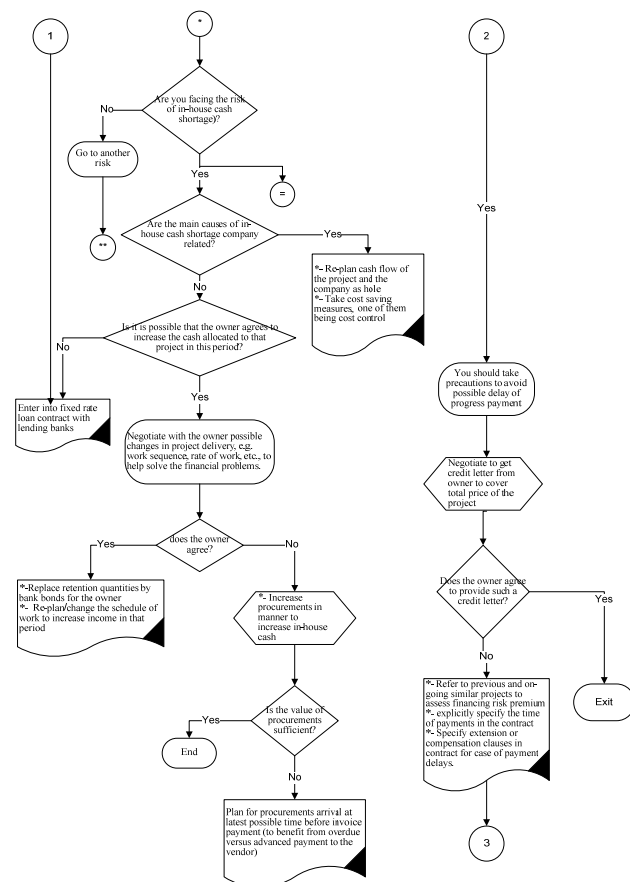 1
*
2
Are you facing the risk
of in-house cash
shortage)?
No
Go to another
risk
**
Yes
=
Are the main causes of in-
house cash shortage company
related?
Yes
*- Re-plan cash flow of
the project and the
company as hole
*- Take cost saving
measures, one of them
being cost control
No
Is it is possible that the owner agrees to
increase the cash allocated to that
project in this period?
No
Enter into fixed rate
loan contract with
lending banks
Yes
Negotiate with the owner possible
changes in project delivery, e.g.
work sequence, rate of work, etc., to
help solve the financial problems.
does the owner
agree?
Yes
*-Replace retention quantities by
bank bonds for the owner
*- Re-plan/change the schedule of
work to increase income in that
period
No
*- Increase
procurements in
manner to
increase in-house
cash
Is the value of
procurements
sufficient?
Yes
End
No
Plan for procurements arrival at
latest possible time before invoice
payment (to benefit from overdue
versus advanced payment to the
vendor)
Yes
You should take
precautions to avoid
possible delay of
progress payment
Negotiate to get
credit letter from
owner to cover
total price of the
project
Does the owner agree
to provide such a
credit letter?
Yes
Exit
No
*- Refer to previous and on-
going similar projects to
assess financing risk premium
*- explicitly specify the time
of payments in the contract
*- Specify extension or
compensation clauses in
contract for case of payment
delays.
3